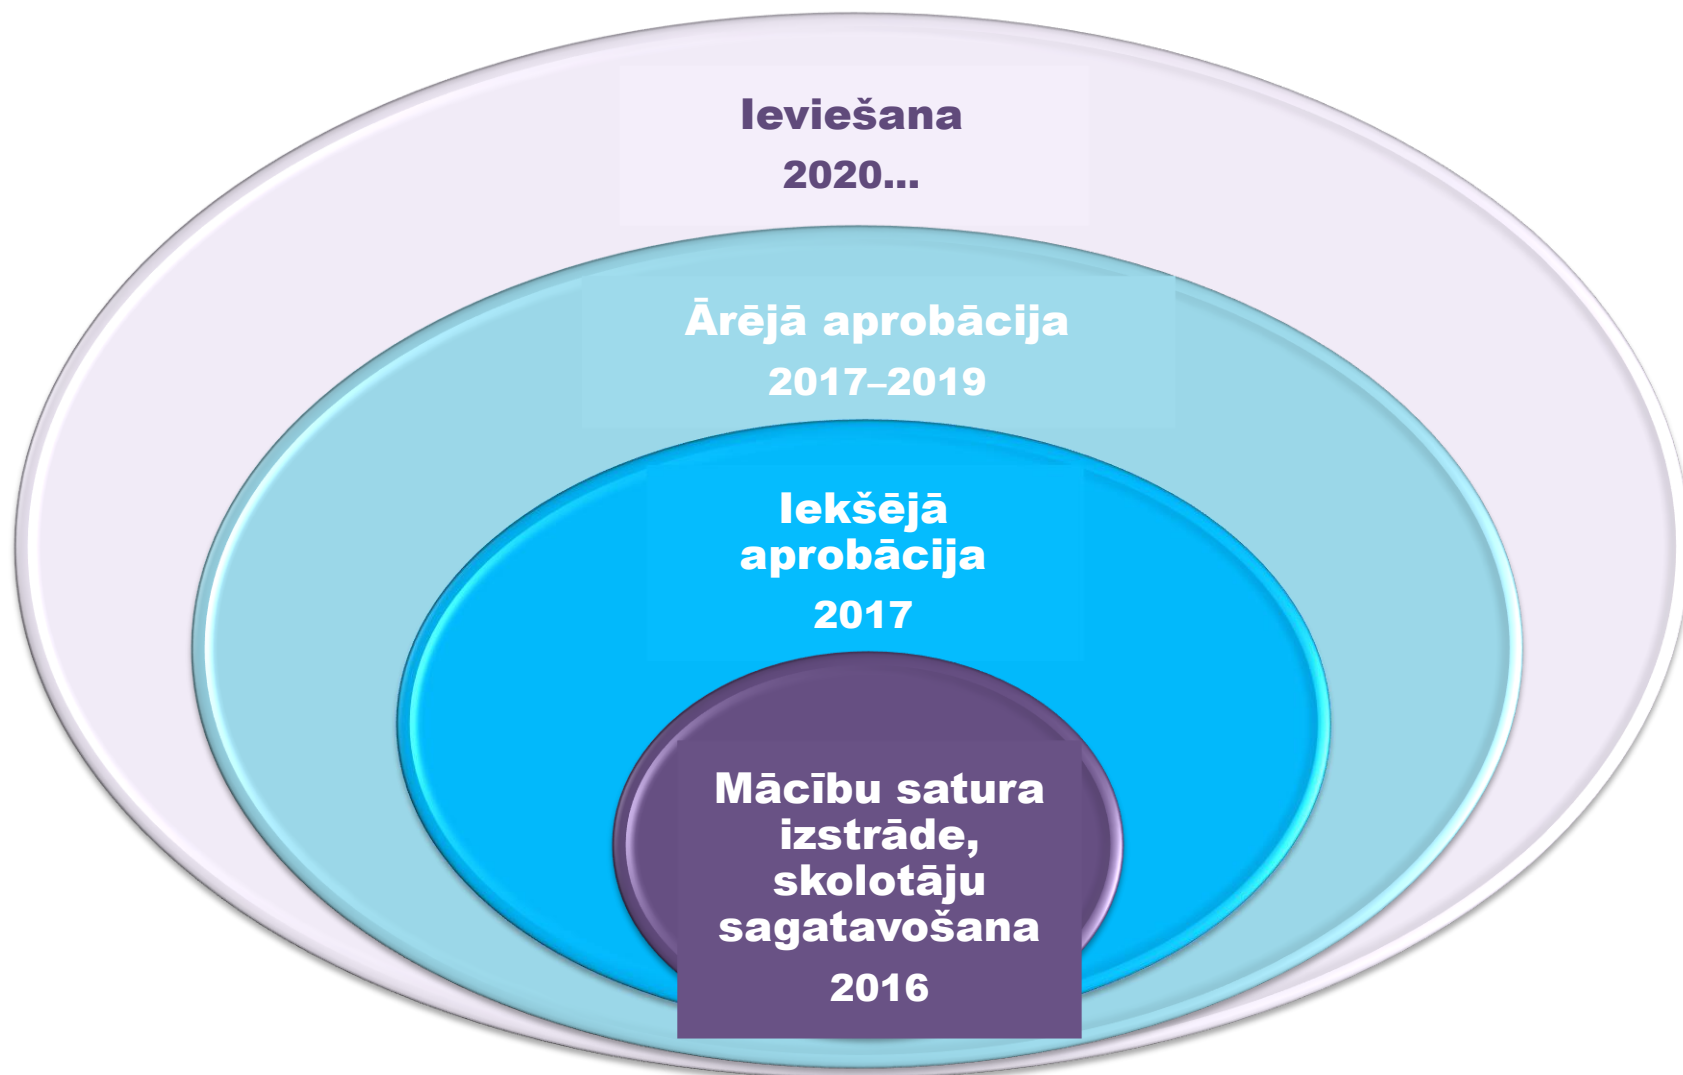 Ieviešana
2020...
Ārējā aprobācija
2017–2019
Iekšējā
aprobācija
2017
Mācību satura
izstrāde,
skolotāju
sagatavošana
2016